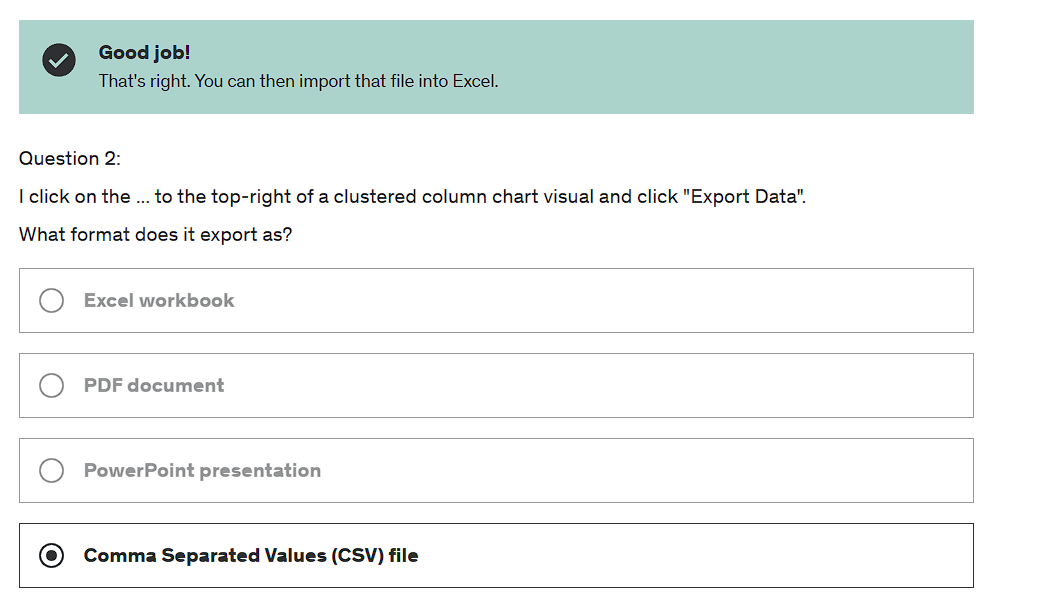 Good job!
That's right. You can then import that file into Excel.
Question 2:
I click on the ... to the top-right of a clustered column chart visual and click "Export Data".
What format does it export as?
Excel workbook
PDF document
PowerPoint presentation
Comma Separated Values (CSV) file